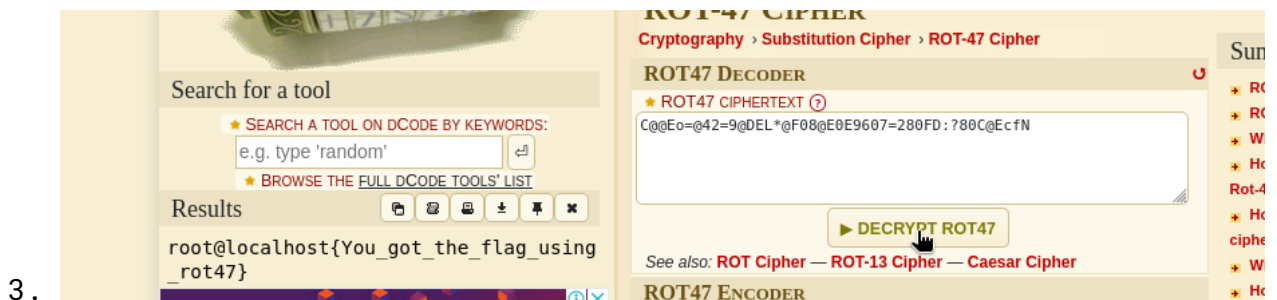 ROT-47 CIPHER
Cryptography › Substitution Cipher › ROT-47 Cipher
Search for a tool
★ SEARCH A TOOL ON DCODE BY KEYWORDS:
e.g. type 'random'
★ BROWSE THE FULL DCODE TOOLS' LIST
Results
root@localhost{You_got_the_flag_using
_rot47}
ROT47 DECODER
★ ROT47 CIPHERTEXT ?
C@@Eo=@42=9@DEL*@F08@E0E9607=280FD:?80C@EcfN
▶ DECRYPT ROT47
See also: ROT Cipher — ROT-13 Cipher — Caesar Cipher
ROT47 ENCODER
Rot-4
3.